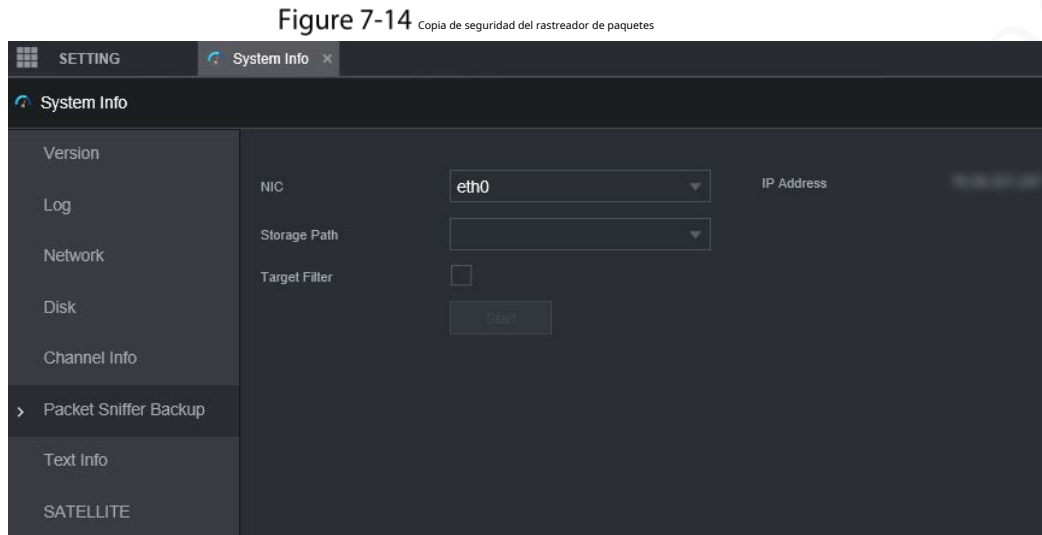 Figure 7-14 Copia de seguridad del rastreador de paquetes
SETTING
System Info ×
System Info
Version
Log
Network
Disk
Channel Info
> Packet Sniffer Backup
Text Info
SATELLITE
NIC
eth0
IP Address
Storage Path
Target Filter
Start